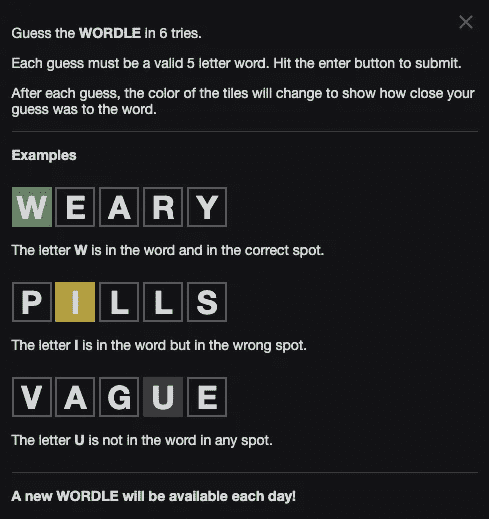 Guess the WORDLE in 6 tries.
Each guess must be a valid 5 letter word. Hit the enter button to submit.
After each guess, the color of the tiles will change to show how close your
guess was to the word.
Examples
W E A R Y
The letter W is in the word and in the correct spot.
P I L L S
The letter I is in the word but in the wrong spot.
V A G U E
The letter U is not in the word in any spot.
A new WORDLE will be available each day!